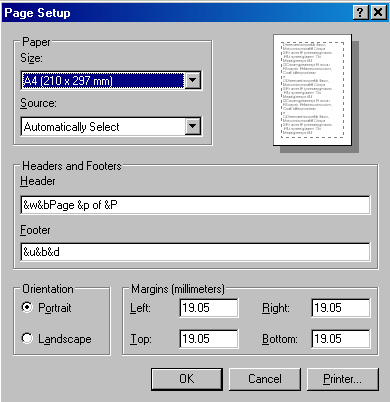 Page Setup
Paper
Size:
A4 (210 x 297 mm)
Source:
Automatically Select
Headers and Footers
Header
&w&bPage &p of &P
Footer
&u&b&d
Orientation
Portrait
Landscape
Margins (millimeters)
Left: 19.05 Right: 19.05
Top: 19.05 Bottom: 19.05
OK Cancel Printer...